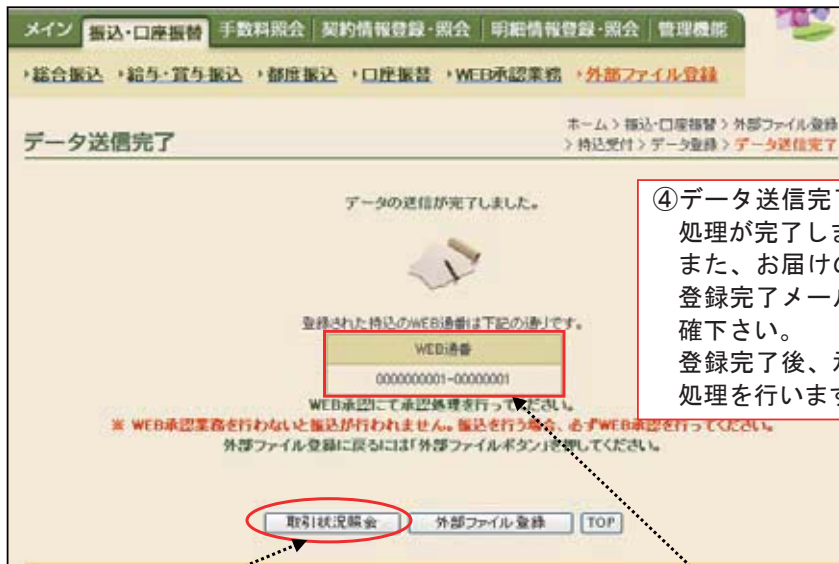 メイン 振込・口座振替 手数料照会 契約情報登録・照会 明細情報登録・照会 管理機能
総合振込 給与・賞与振込 都度振込 口座振替 WEB承認業務 外部ファイル登録
ホーム > 振込・口座振替 > 外部ファイル登録
> 持込受付 > データ登録 > データ送信完了
データ送信完了
データの送信が完了しました。
登録された持込のWEB通番は下記の通りです。
WEB通番
0000000001-00000001
WEB承認にて承認処理を行ってください。
※ WEB承認業務を行わないと振込が行われません。振込を行う場合、必ずWEB承認を行ってください。
外部ファイル登録に戻るには「外部ファイルボタン」を押してください。
取引状況照会 外部ファイル登録 TOP
④データ送信完
処理が完了しま
また、お届けの
登録完了メール
確下さい。
登録完了後、
処理を行います